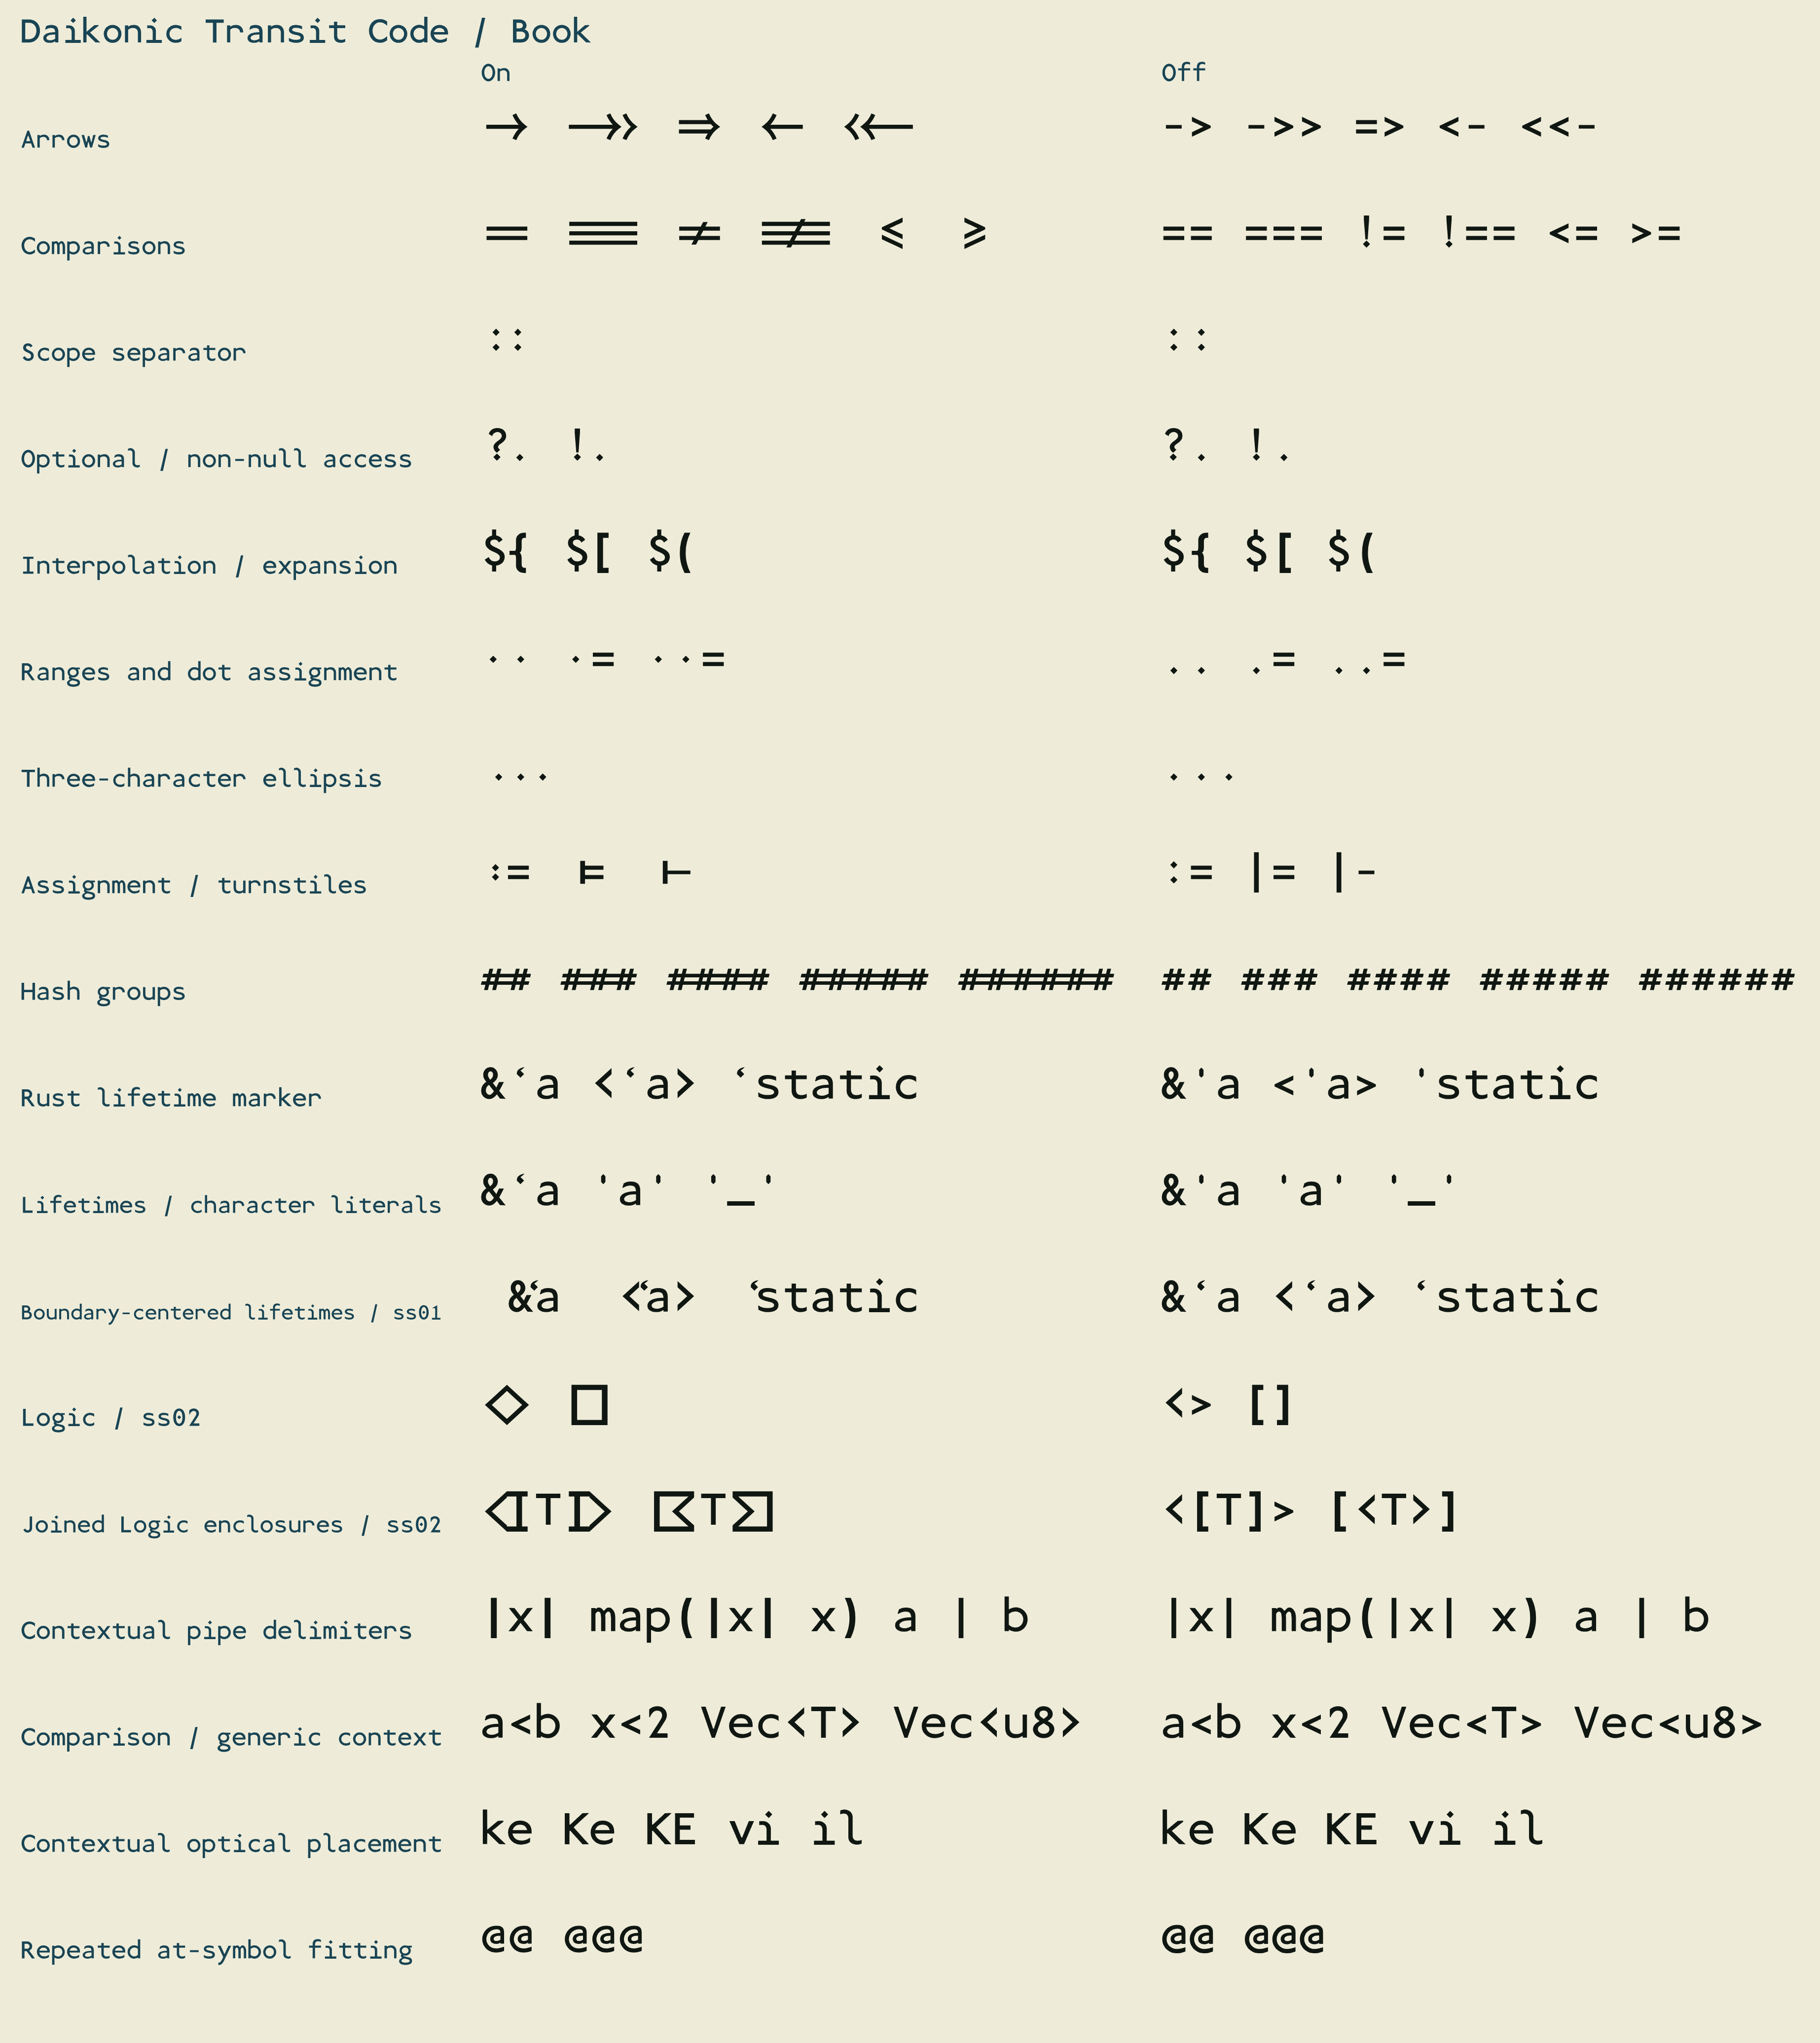 Daikonic Transit Code / Book
On Off
Arrows → ↠ ⇒ ← ↞ -> ->> => <- <<-
Comparisons == === ≠ !== ⩽ ⩾ == === != !== <= >=
Scope separator :: ::
Optional / non-null access ?. !. ?. !.
Interpolation / expansion ${ $[ $( ${ $[ $(
Ranges and dot assignment ·· ·= ··= .. .= ..=
Three-character ellipsis ... ...
Assignment / turnstiles := ⊨ ⊢ := |= |-
Hash groups ## ### #### ##### ###### ## ### #### ##### ######
Rust lifetime marker &‘a <‘a> ‘static &'a <'a> 'static
Lifetimes / character literals &‘a 'a' '_' &'a 'a' '_'
Boundary-centered lifetimes / ss01 &‘a <‘a> ‘static &‘a <‘a> ‘static
Logic / ss02 ◇ □ <> []
Joined Logic enclosures / ss02 <[T]> [<T>] <[T]> [<T>]
Contextual pipe delimiters |x| map(|x| x) a | b |x| map(|x| x) a | b
Comparison / generic context a<b x<2 Vec<T> Vec<u8> a<b x<2 Vec<T> Vec<u8>
Contextual optical placement ke Ke KE vi il ke Ke KE vi il
Repeated at-symbol fitting @@ @@@ @@ @@@